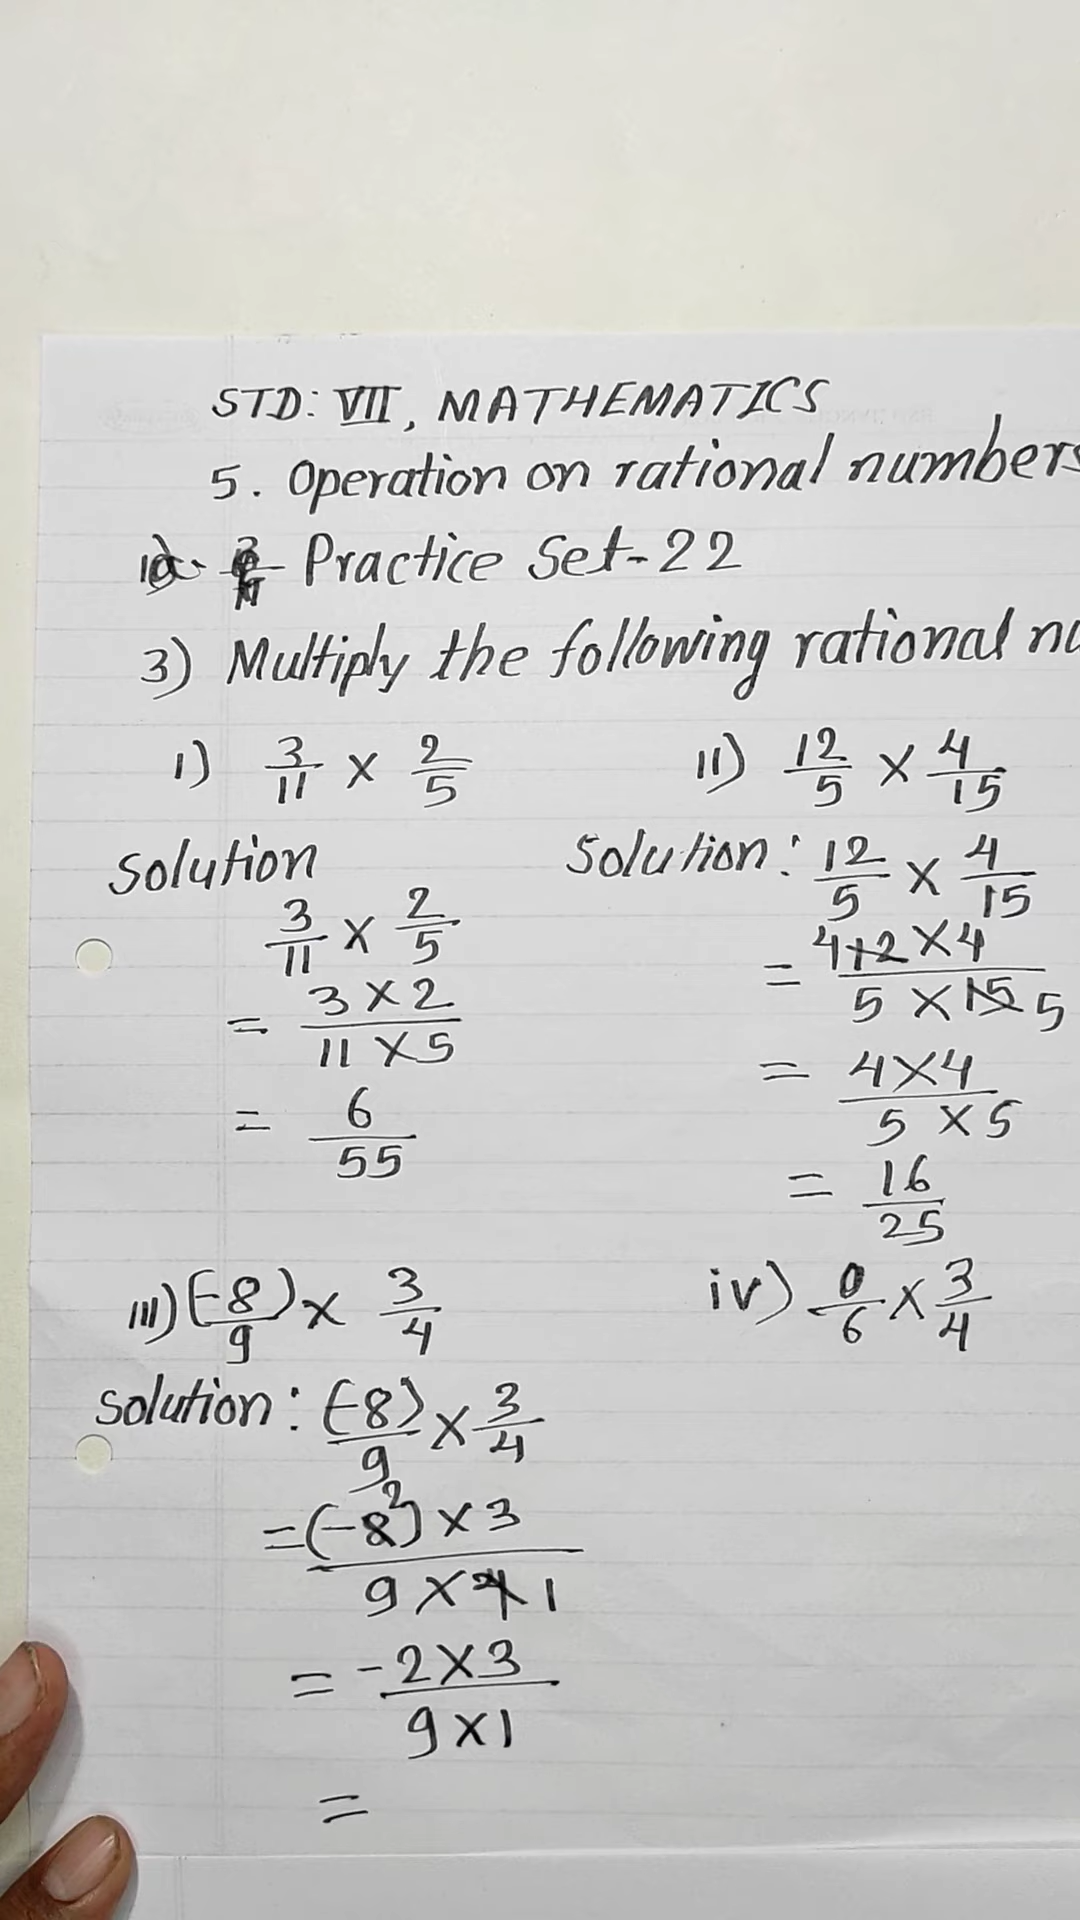 STD: VII, MATHEMATICS
5. Operation on rational numbers
Practice Set-22
3) Multiply the following rational
i) 3/11 × 2/5
ii) 12/5 × 4/15
Solution
3/11 × 2/5
= 3 × 2 / 11 × 5
= 6/55
Solution: 12/5 × 4/15
= 4 12 × 4 / 5 × 15 5
= 4 × 4 / 5 × 5
= 16/25
iii) (-8)/9 × 3/4
iv) 0/6 × 3/4
Solution: (-8)/9 × 3/4
= (-8 2) × 3 / 9 × 4 1
= -2 × 3 / 9 × 1
=